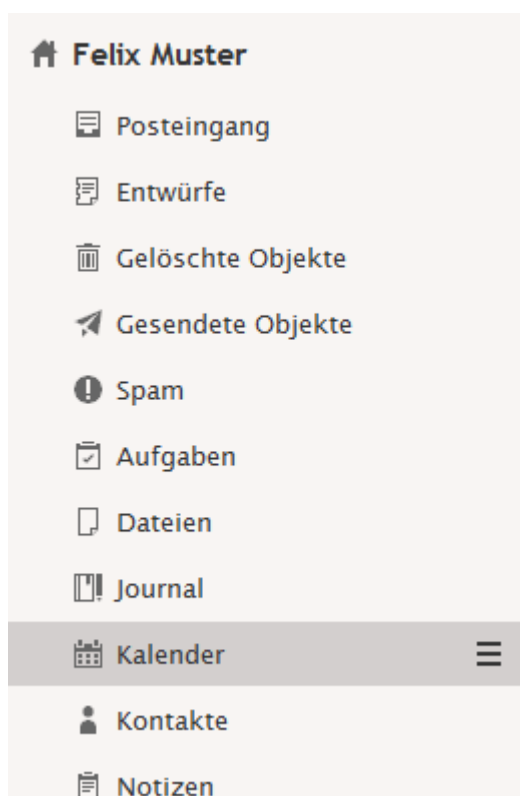 Felix Muster
Posteingang
Entwürfe
Gelöschte Objekte
Gesendete Objekte
Spam
Aufgaben
Dateien
Journal
Kalender
Kontakte
Notizen